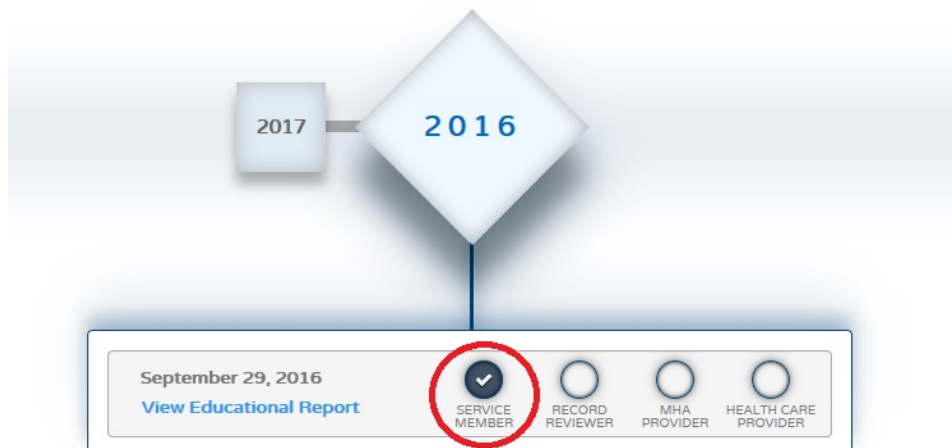 2017
2016
September 29, 2016
View Educational Report
SERVICE
MEMBER
RECORD
REVIEWER
MHA
PROVIDER
HEALTH CARE
PROVIDER